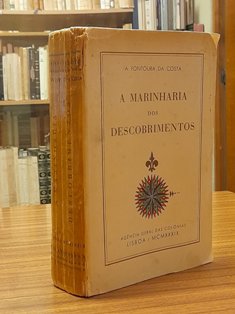 A FONTOURA DA COSTA
A MARINHARIA
DOS
DESCOBRIMENTOS
AGÊNCIA GERAL DAS COLÓNIAS
LISBOA / MCMXXXIX